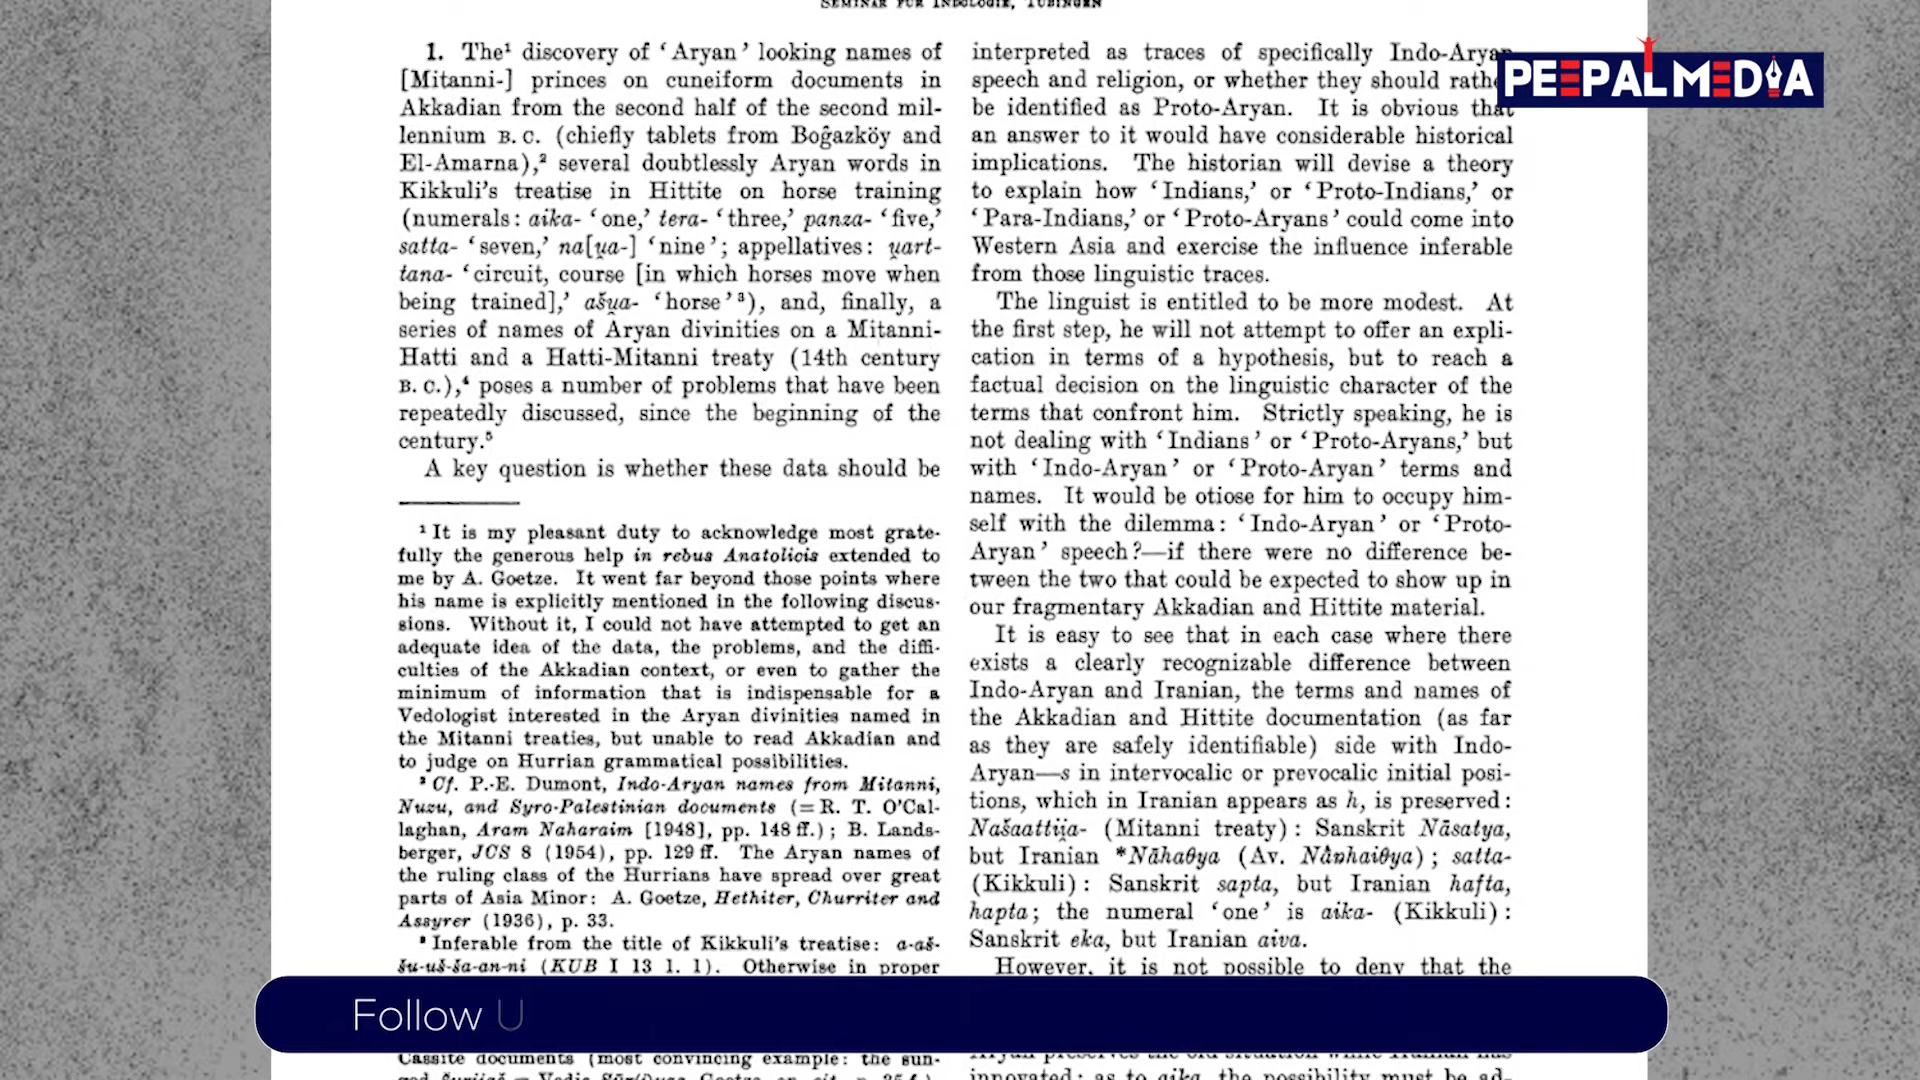 SEMINAR FÜR INDOLOGIE, TÜBINGEN
1. The¹ discovery of ‘Aryan’ looking names of
[Mitanni-] princes on cuneiform documents in
Akkadian from the second half of the second mil-
lennium B. C. (chiefly tablets from Boğazköy and
El-Amarna),² several doubtlessly Aryan words in
Kikkuli’s treatise in Hittite on horse training
(numerals: aika- ‘one,’ tera- ‘three,’ panza- ‘five,’
satta- ‘seven,’ na[u̯a-] ‘nine’; appellatives: u̯art-
tana- ‘circuit, course [in which horses move when
being trained],’ ašu̯a- ‘horse’³), and, finally, a
series of names of Aryan divinities on a Mitanni-
Hatti and a Hatti-Mitanni treaty (14th century
B. C.),⁴ poses a number of problems that have been
repeatedly discussed, since the beginning of the
century.⁵
A key question is whether these data should be
¹ It is my pleasant duty to acknowledge most grate-
fully the generous help in rebus Anatolicis extended to
me by A. Goetze. It went far beyond those points where
his name is explicitly mentioned in the following discus-
sions. Without it, I could not have attempted to get an
adequate idea of the data, the problems, and the diffi-
culties of the Akkadian context, or even to gather the
minimum of information that is indispensable for a
Vedologist interested in the Aryan divinities named in
the Mitanni treaties, but unable to read Akkadian and
to judge on Hurrian grammatical possibilities.
² Cf. P.-E. Dumont, Indo-Aryan names from Mitanni,
Nuzu, and Syro-Palestinian documents (= R. T. O’Cal-
laghan, Aram Naharaim [1948], pp. 148 ff.); B. Lands-
berger, JCS 8 (1954), pp. 129 ff. The Aryan names of
the ruling class of the Hurrians have spread over great
parts of Asia Minor: A. Goetze, Hethiter, Churriter and
Assyrer (1936), p. 33.
³ Inferable from the title of Kikkuli’s treatise: a-aš-
šu-uš-ša-an-ni (KUB I 13 1. 1). Otherwise in proper
Cassite documents (most convincing example: the sun-
interpreted as traces of specifically Indo-Aryan
speech and religion, or whether they should rathe
be identified as Proto-Aryan. It is obvious that
an answer to it would have considerable historical
implications. The historian will devise a theory
to explain how ‘Indians,’ or ‘Proto-Indians,’ or
‘Para-Indians,’ or ‘Proto-Aryans’ could come into
Western Asia and exercise the influence inferable
from those linguistic traces.
The linguist is entitled to be more modest. At
the first step, he will not attempt to offer an expli-
cation in terms of a hypothesis, but to reach a
factual decision on the linguistic character of the
terms that confront him. Strictly speaking, he is
not dealing with ‘Indians’ or ‘Proto-Aryans,’ but
with ‘Indo-Aryan’ or ‘Proto-Aryan’ terms and
names. It would be otiose for him to occupy him-
self with the dilemma: ‘Indo-Aryan’ or ‘Proto-
Aryan’ speech?—if there were no difference be-
tween the two that could be expected to show up in
our fragmentary Akkadian and Hittite material.
It is easy to see that in each case where there
exists a clearly recognizable difference between
Indo-Aryan and Iranian, the terms and names of
the Akkadian and Hittite documentation (as far
as they are safely identifiable) side with Indo-
Aryan—s in intervocalic or prevocalic initial posi-
tions, which in Iranian appears as h, is preserved:
Našaattii̯a- (Mitanni treaty): Sanskrit Nāsatya,
but Iranian *Nāhaθya (Av. Nåŋhaiθya); satta-
(Kikkuli): Sanskrit sapta, but Iranian hafta,
hapta; the numeral ‘one’ is aika- (Kikkuli):
Sanskrit eka, but Iranian aiva.
However, it is not possible to deny that the
PEEPAL MEDIA
Follow U